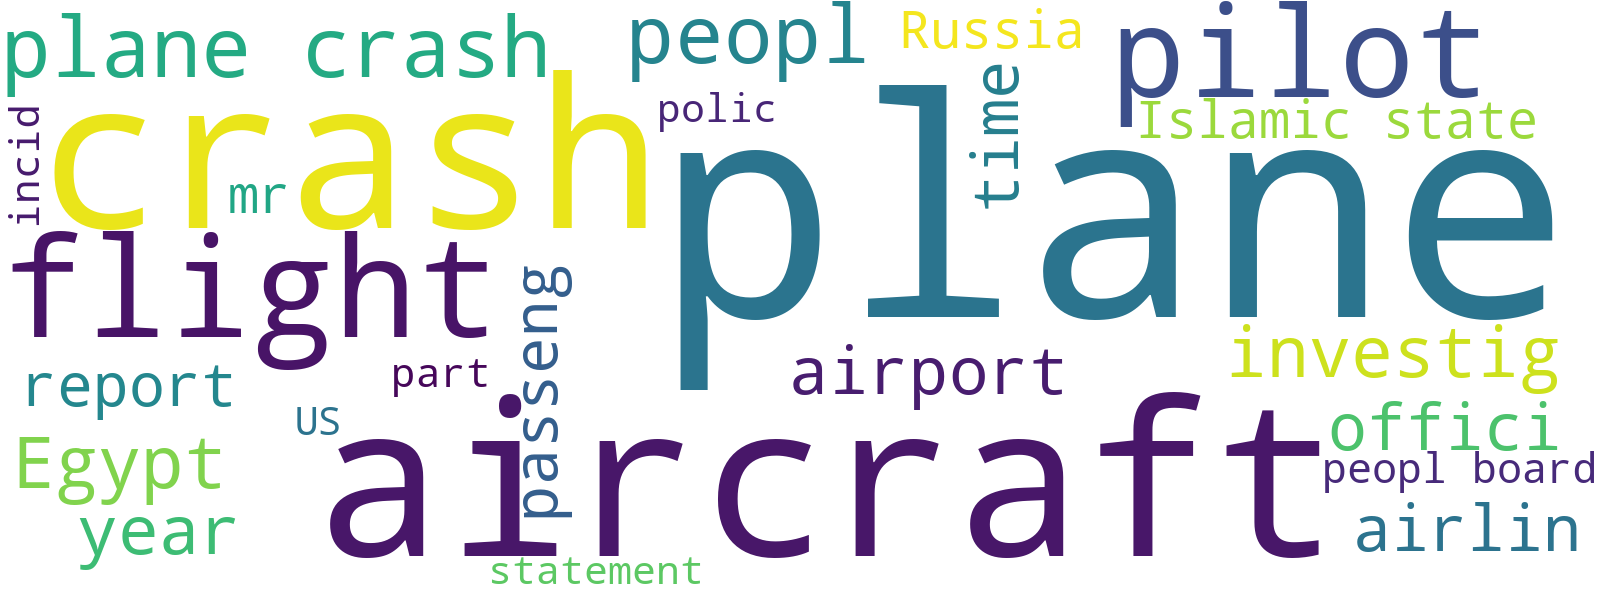 plane crash
peopl
Russia
pilot
crash
polic
time
Islamic state
incid
mr
plane
flight
passeng
airport
investig
report
part
US
aircraft
offici
Egypt
peopl board
year
airlin
statement